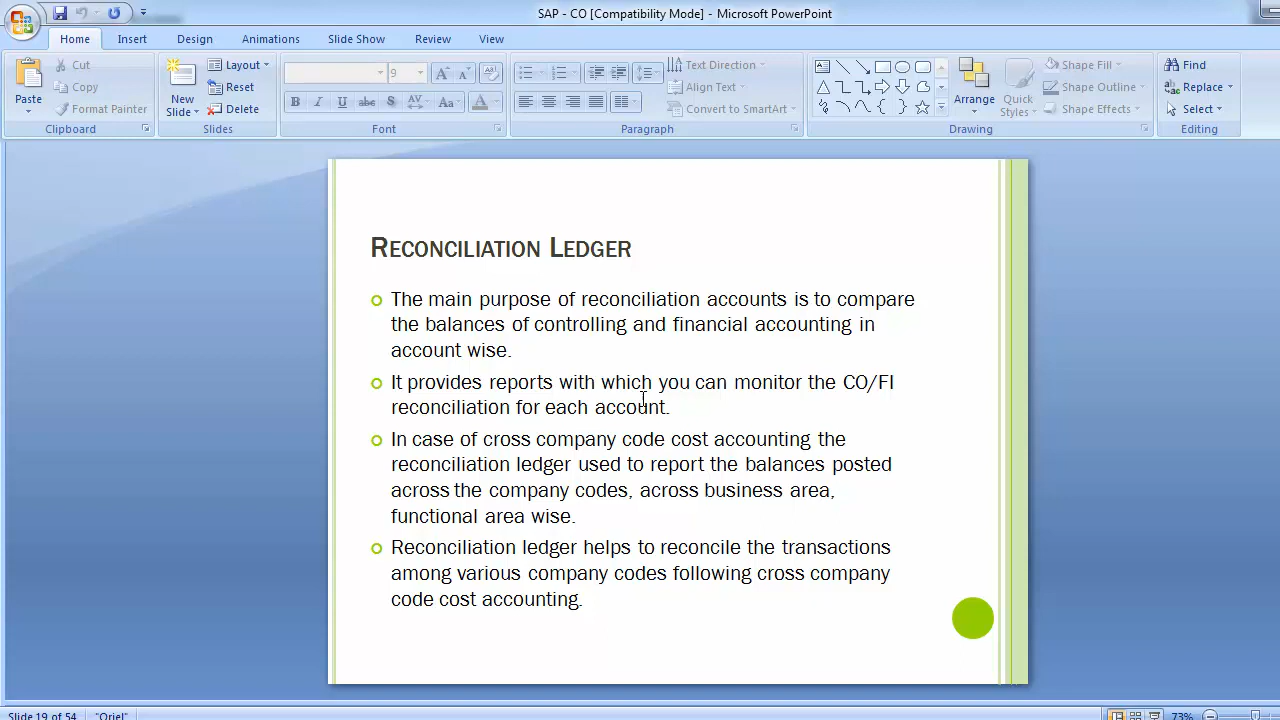 SAP - CO [Compatibility Mode] - Microsoft PowerPoint
Home Insert Design Animations Slide Show Review View
Paste
Cut
Copy
Format Painter
Clipboard
New Slide
Layout
Reset
Delete
Slides
9
B I U abc S AV Aa A
Font
Text Direction
Align Text
Convert to SmartArt
Paragraph
Arrange
Quick Styles
Shape Fill
Shape Outline
Shape Effects
Drawing
Find
Replace
Select
Editing
RECONCILIATION LEDGER
The main purpose of reconciliation accounts is to compare
the balances of controlling and financial accounting in
account wise.
It provides reports with which you can monitor the CO/FI
reconciliation for each account.
In case of cross company code cost accounting the
reconciliation ledger used to report the balances posted
across the company codes, across business area,
functional area wise.
Reconciliation ledger helps to reconcile the transactions
among various company codes following cross company
code cost accounting.
Slide 19 of 54 "Oriel" 73%